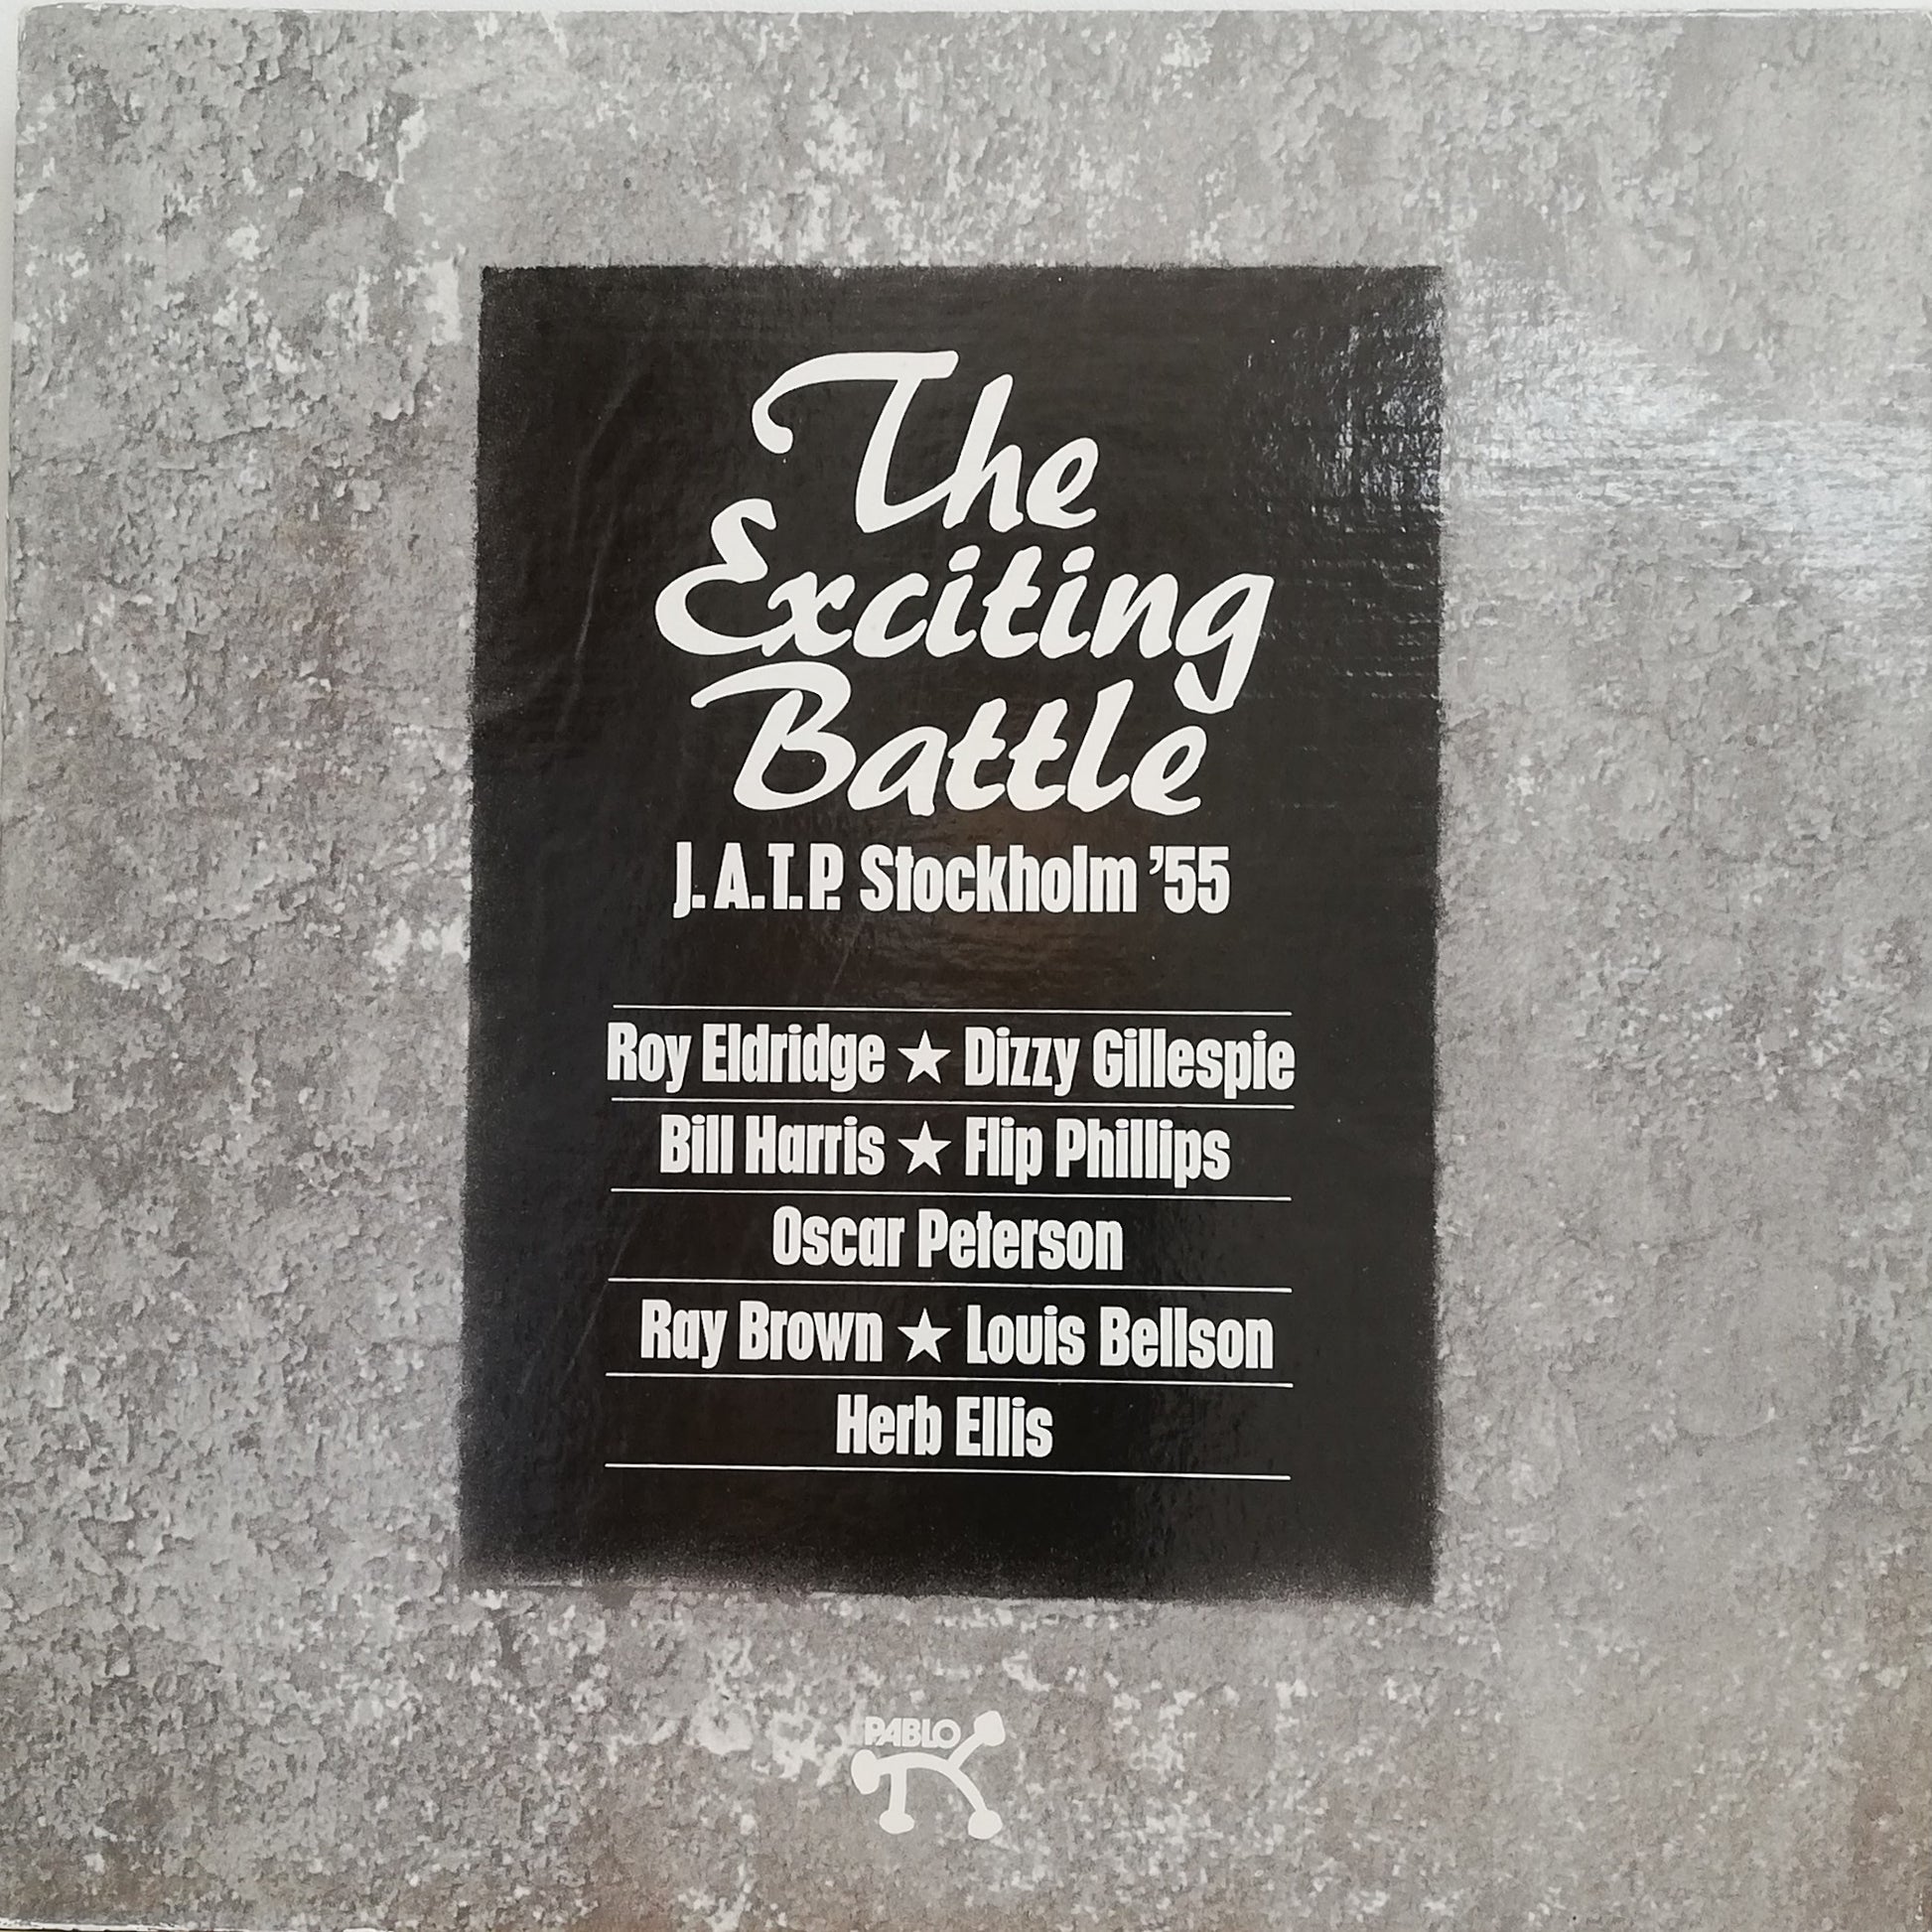 The
Exciting
Battle
J.A.T.P. Stockholm '55
Roy Eldridge ★ Dizzy Gillespie
Bill Harris ★ Flip Phillips
Oscar Peterson
Ray Brown ★ Louis Bellson
Herb Ellis
PABLO